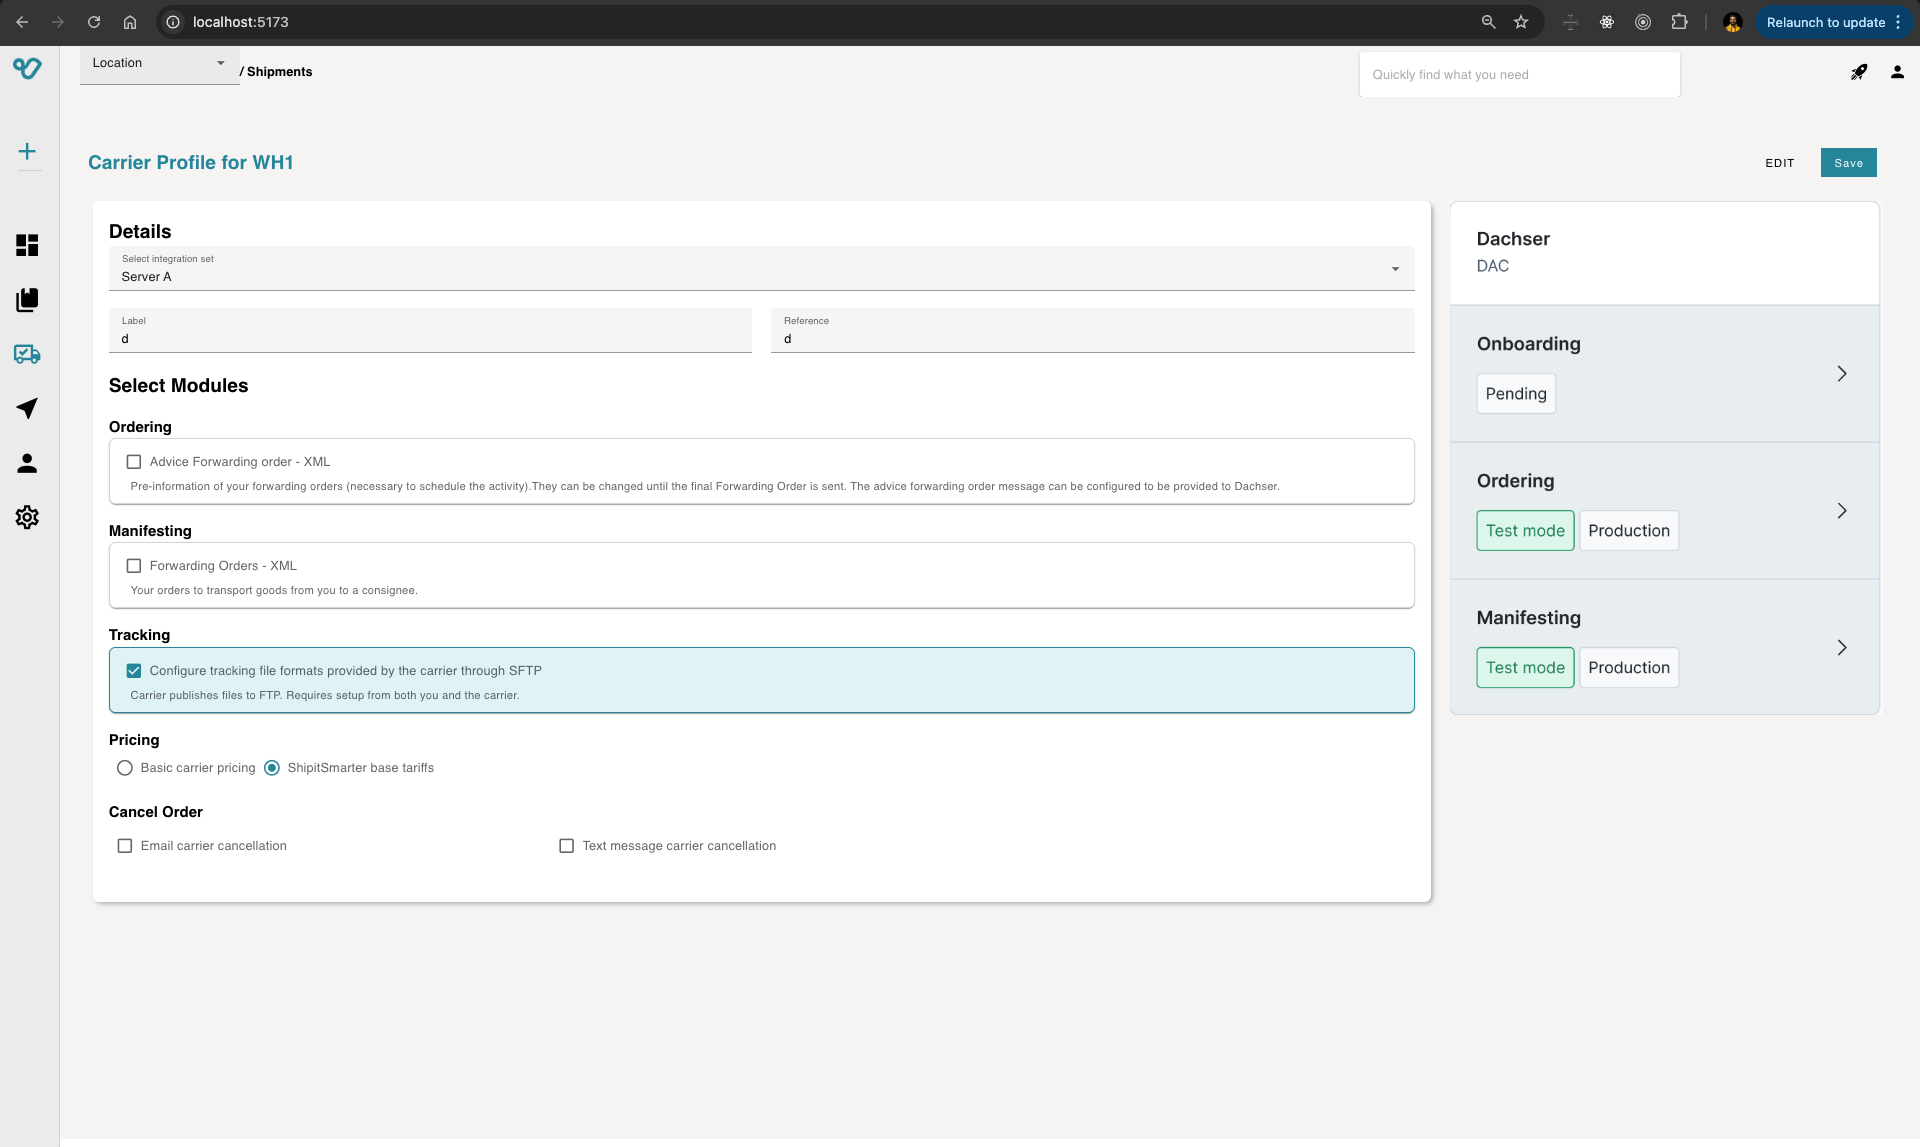 localhost:5173
Relaunch to update
Location
/ Shipments
Quickly find what you need
Carrier Profile for WH1
EDIT
Save
Details
Select integration set
Server A
Label
d
Reference
d
Select Modules
Ordering
Advice Forwarding order - XML
Pre-information of your forwarding orders (necessary to schedule the activity).They can be changed until the final Forwarding Order is sent. The advice forwarding order message can be configured to be provided to Dachser.
Manifesting
Forwarding Orders - XML
Your orders to transport goods from you to a consignee.
Tracking
Configure tracking file formats provided by the carrier through SFTP
Carrier publishes files to FTP. Requires setup from both you and the carrier.
Pricing
Basic carrier pricing
ShipitSmarter base tariffs
Cancel Order
Email carrier cancellation
Text message carrier cancellation
Dachser
DAC
Onboarding
Pending
Ordering
Test mode
Production
Manifesting
Test mode
Production